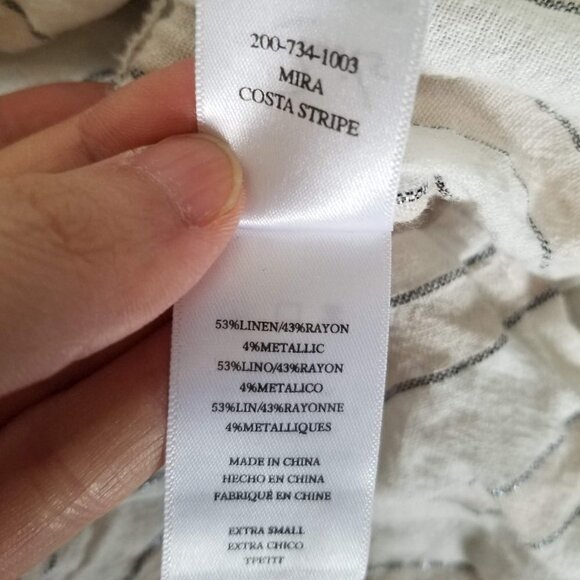 200-734-1003
MIRA
COSTA STRIPE
53%LINEN/43%RAYON
4%METALLIC
53%LINO/43%RAYON
4%METALICO
53%LIN/43%RAYONNE
4%METALLIQUES
MADE IN CHINA
HECHO EN CHINA
FABRIQUÉ EN CHINE
EXTRA SMALL
EXTRA CHICO